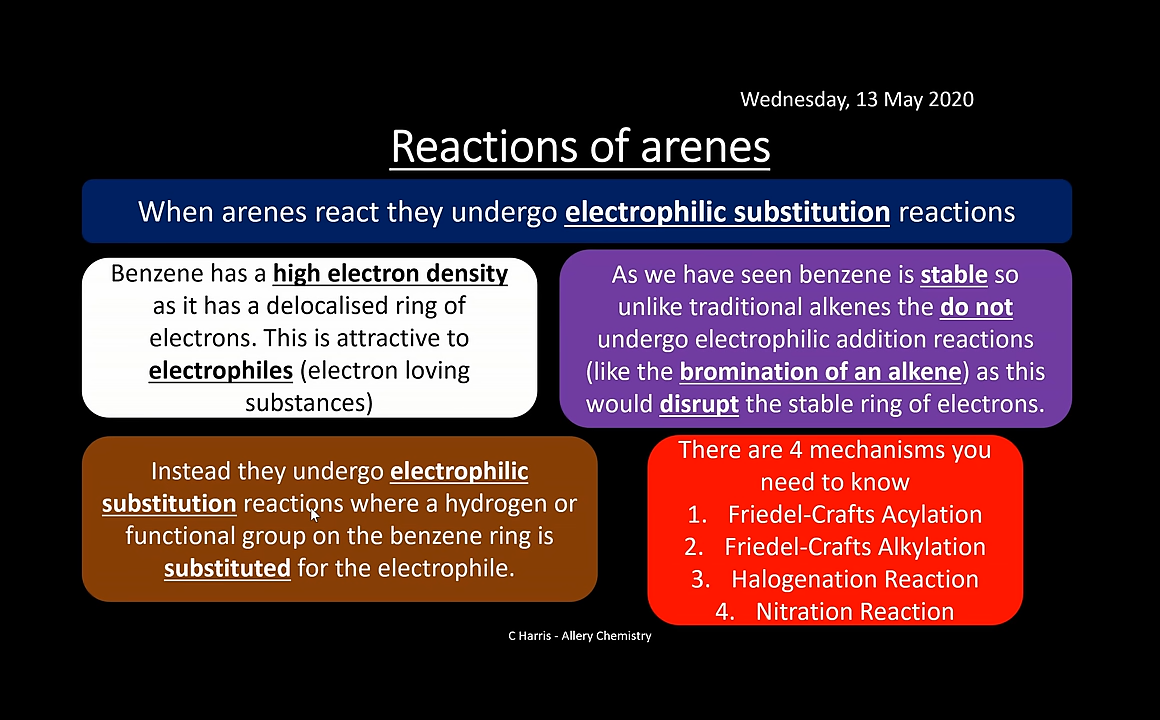 Wednesday, 13 May 2020
Reactions of arenes
When arenes react they undergo electrophilic substitution reactions
Benzene has a high electron density
as it has a delocalised ring of
electrons. This is attractive to
electrophiles (electron loving
substances)
As we have seen benzene is stable so
unlike traditional alkenes the do not
undergo electrophilic addition reactions
(like the bromination of an alkene) as this
would disrupt the stable ring of electrons.
Instead they undergo electrophilic
substitution reactions where a hydrogen or
functional group on the benzene ring is
substituted for the electrophile.
There are 4 mechanisms you
need to know
1. Friedel-Crafts Acylation
2. Friedel-Crafts Alkylation
3. Halogenation Reaction
4. Nitration Reaction
C Harris - Allery Chemistry